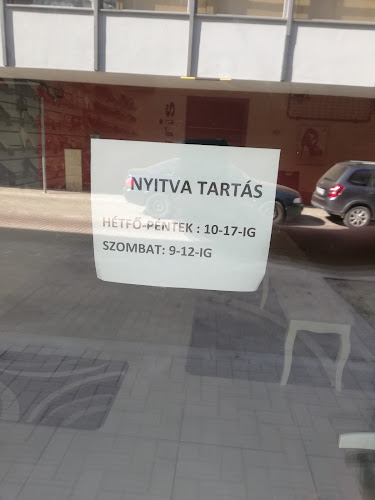 NYITVA TARTÁS
HÉTFŐ-PÉNTEK : 10-17-IG
SZOMBAT: 9-12-IG